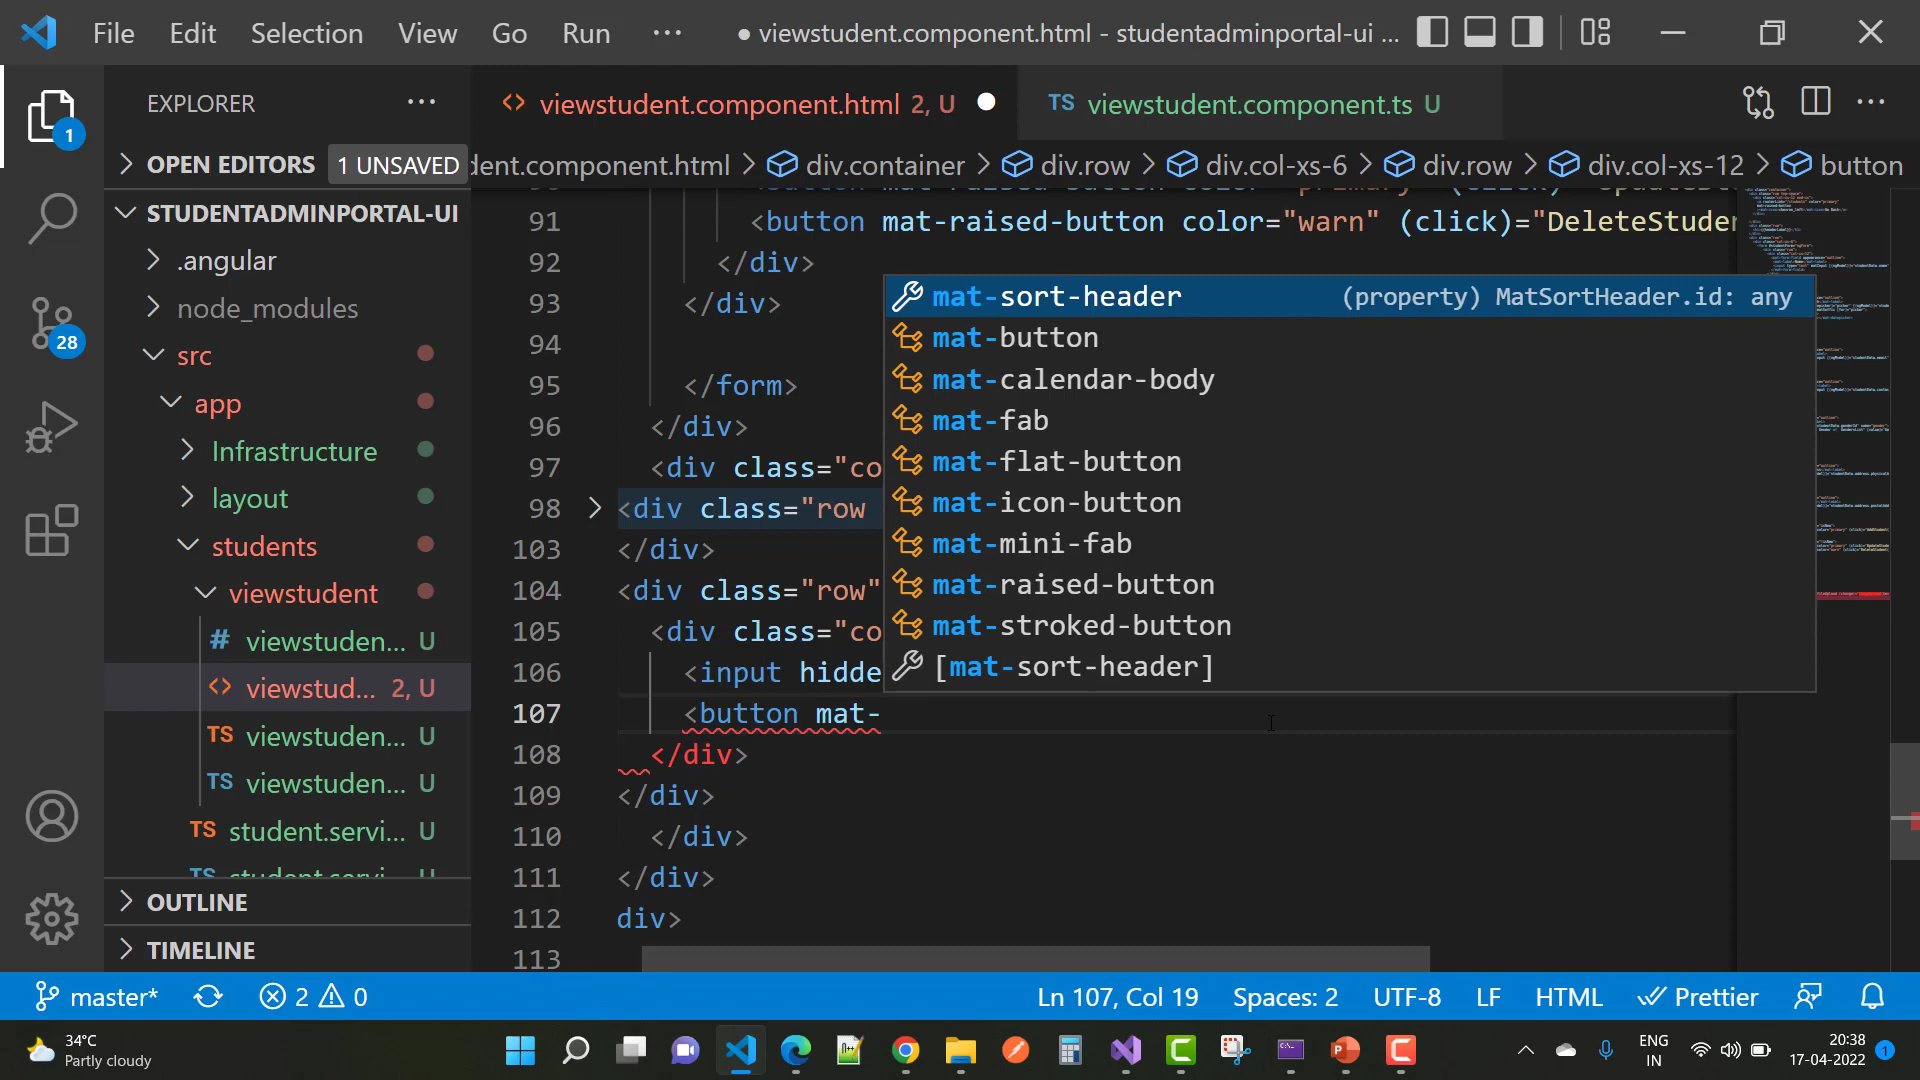 File Edit Selection View Go Run ··· ● viewstudent.component.html - studentadminportal-ui ...
EXPLORER ···
viewstudent.component.html 2, U
TS viewstudent.component.ts U
OPEN EDITORS 1 UNSAVED
dent.component.html > div.container > div.row > div.col-xs-6 > div.row > div.col-xs-12 > button
STUDENTADMINPORTAL-UI
.angular
node_modules
src
app
Infrastructure
layout
students
viewstudent
# viewstuden... U
<> viewstud... 2, U
TS viewstuden... U
TS viewstuden... U
TS student.servi... U
OUTLINE
TIMELINE
1
28
91 <button mat-raised-button color="warn" (click)="DeleteStuder
92 </div>
93 </div>
94
95 </form>
96 </div>
97 <div class="co
98 <div class="row
103 </div>
104 <div class="row"
105 <div class="co
106 <input hidde
107 <button mat-
108 </div>
109 </div>
110 </div>
111 </div>
112 div>
113
mat-sort-header (property) MatSortHeader.id: any
mat-button
mat-calendar-body
mat-fab
mat-flat-button
mat-icon-button
mat-mini-fab
mat-raised-button
mat-stroked-button
[mat-sort-header]
master* 2 0 Ln 107, Col 19 Spaces: 2 UTF-8 LF HTML Prettier
34°C
Partly cloudy
ENG
IN
20:38
17-04-2022
1